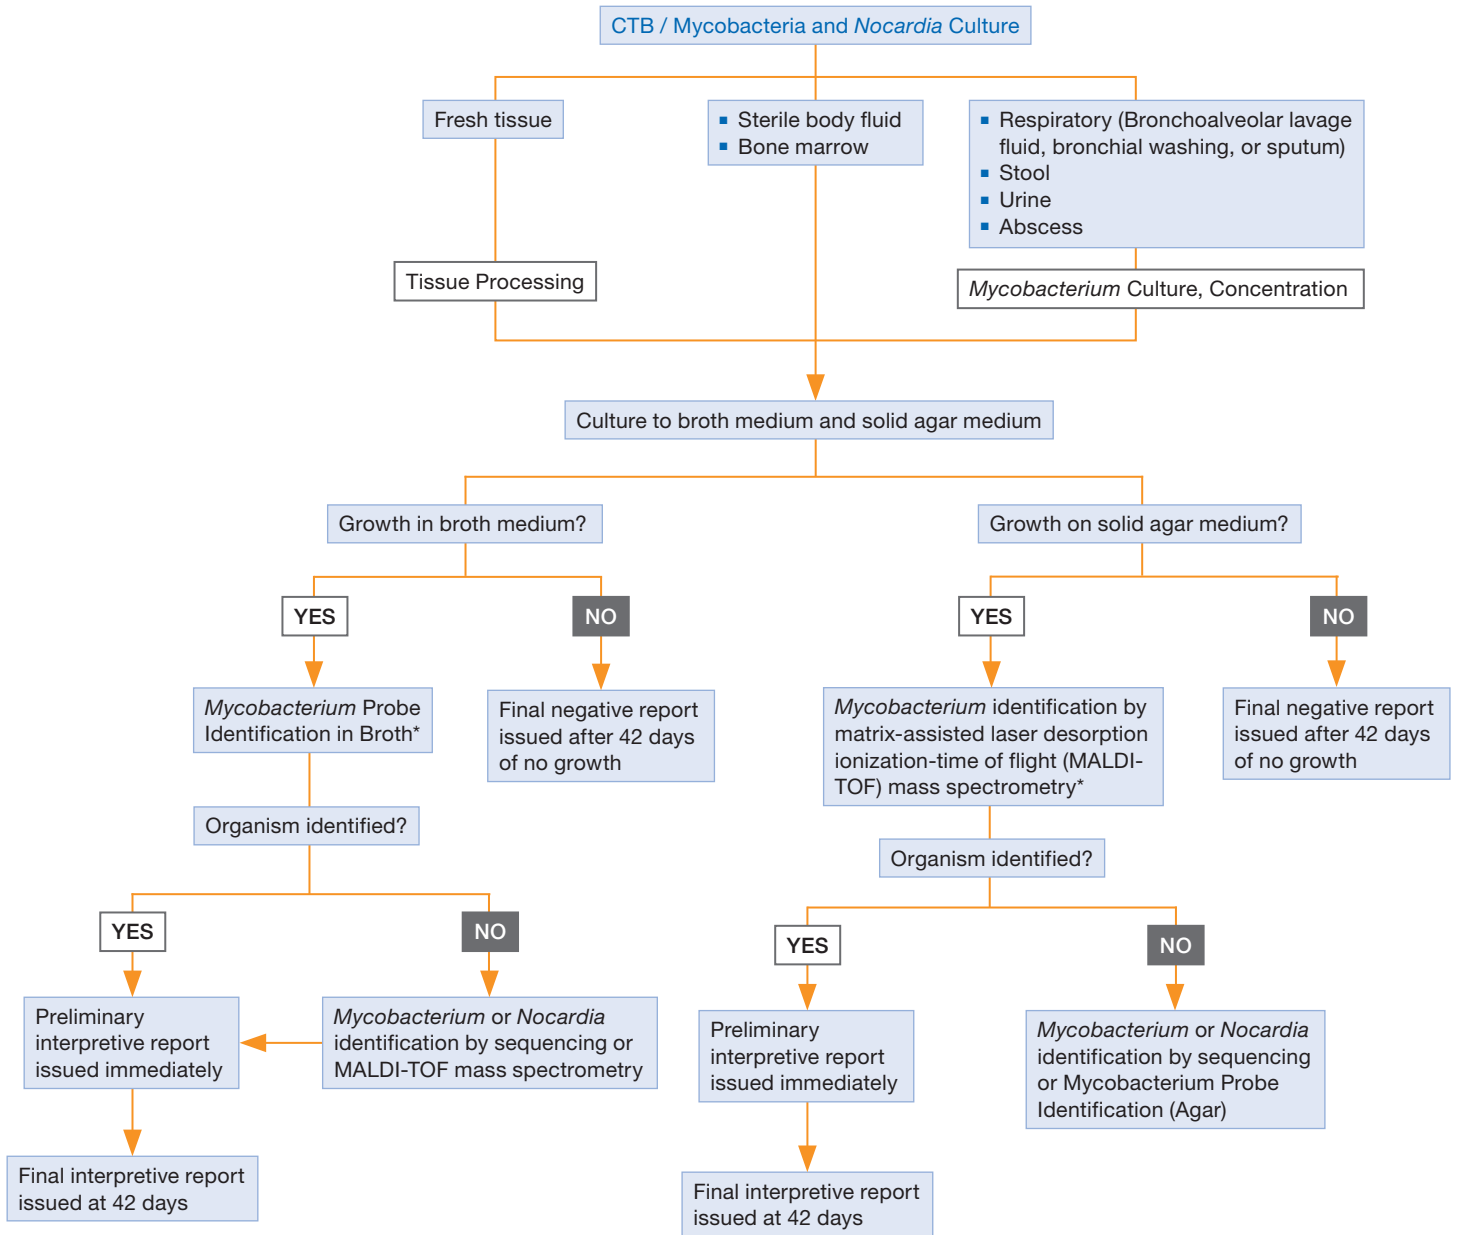 CTB / Mycobacteria and Nocardia Culture
Fresh tissue
▪ Sterile body fluid
▪ Bone marrow
▪ Respiratory (Bronchoalveolar lavage
fluid, bronchial washing, or sputum)
▪ Stool
▪ Urine
▪ Abscess
Tissue Processing
Mycobacterium Culture, Concentration
Culture to broth medium and solid agar medium
Growth in broth medium?
Growth on solid agar medium?
YES
NO
YES
NO
Mycobacterium Probe
Identification in Broth*
Final negative report
issued after 42 days
of no growth
Mycobacterium identification by
matrix-assisted laser desorption
ionization-time of flight (MALDI-
TOF) mass spectrometry*
Final negative report
issued after 42 days
of no growth
Organism identified?
Organism identified?
YES
NO
YES
NO
Preliminary
interpretive report
issued immediately
Mycobacterium or Nocardia
identification by sequencing or
MALDI-TOF mass spectrometry
Preliminary
interpretive report
issued immediately
Mycobacterium or Nocardia
identification by sequencing
or Mycobacterium Probe
Identification (Agar)
Final interpretive report
issued at 42 days
Final interpretive report
issued at 42 days